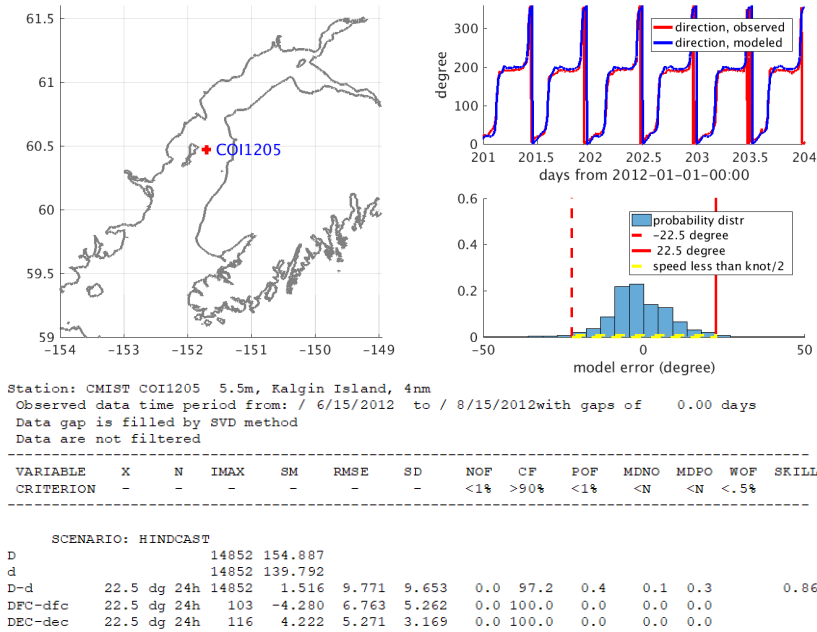 61.5
61
60.5
60
59.5
59
-154
-153
-152
-151
-150
-149
COI1205
degree
300
200
100
0
direction, observed
direction, modeled
201
201.5
202
202.5
203
203.5
204
days from 2012-01-01-00:00
0.6
0.4
0.2
0
probability distr
-22.5 degree
22.5 degree
speed less than knot/2
-50
0
50
model error (degree)
Station: CMIST COI1205 5.5m, Kalgin Island, 4nm
Observed data time period from: / 6/15/2012 to / 8/15/2012with gaps of 0.00 days
Data gap is filled by SVD method
Data are not filtered
VARIABLE X N IMAX SM RMSE SD NOF CF POF MDNO MDPO WOF SKILL
CRITERION - - - - - - <1% >90% <1% <N <N <.5%
SCENARIO: HINDCAST
D 14852 154.887
d 14852 139.792
D-d 22.5 dg 24h 14852 1.516 9.771 9.653 0.0 97.2 0.4 0.1 0.3 0.86
DFC-dfc 22.5 dg 24h 103 -4.280 6.763 5.262 0.0 100.0 0.0 0.0 0.0
DEC-dec 22.5 dg 24h 116 4.222 5.271 3.169 0.0 100.0 0.0 0.0 0.0